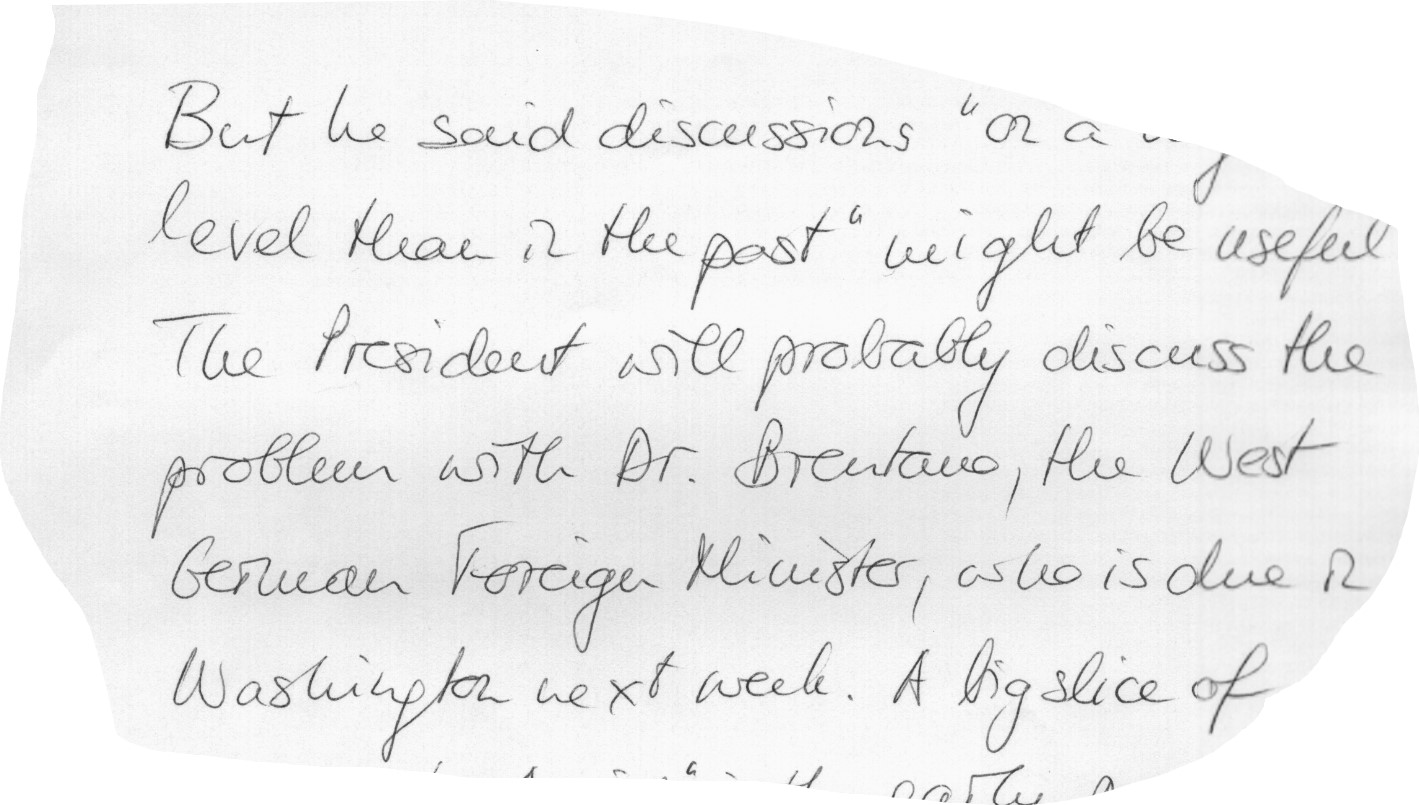 But he said discussions "on a
level than in the past" might be useful
The President will probably discuss the
problem with Dr. Brentano, the West
German Foreign Minister, who is due in
Washington next week. A big slice of